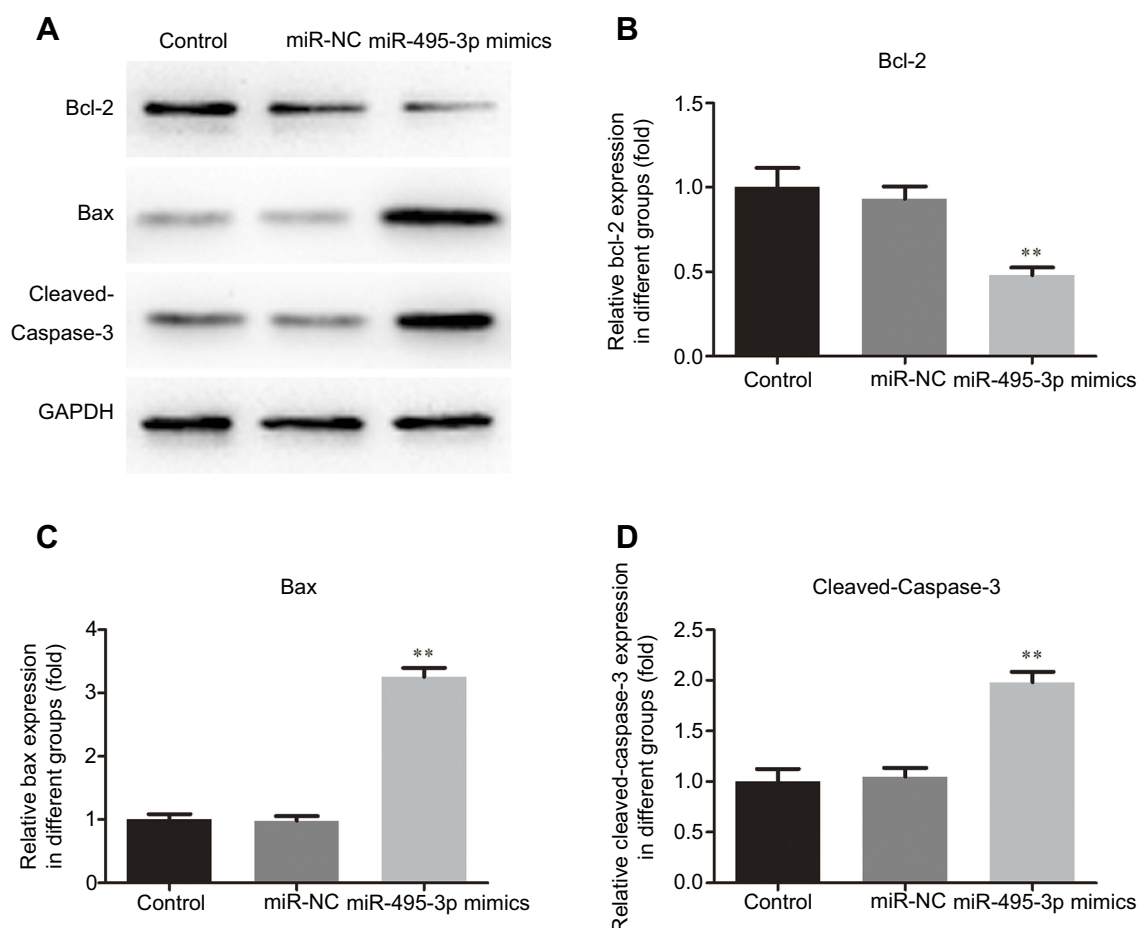 A
Control miR-NC miR-495-3p mimics
Bcl-2
Bax
Cleaved-
Caspase-3
GAPDH
B
Bcl-2
Relative bcl-2 expression
in different groups (fold)
1.5
1.0
0.5
0.0
**
Control miR-NC miR-495-3p mimics
C
Bax
Relative bax expression
in different groups (fold)
4
3
2
1
0
**
Control miR-NC miR-495-3p mimics
D
Cleaved-Caspase-3
Relative cleaved-caspase-3 expression
in different groups (fold)
2.5
2.0
1.5
1.0
0.5
0.0
**
Control miR-NC miR-495-3p mimics